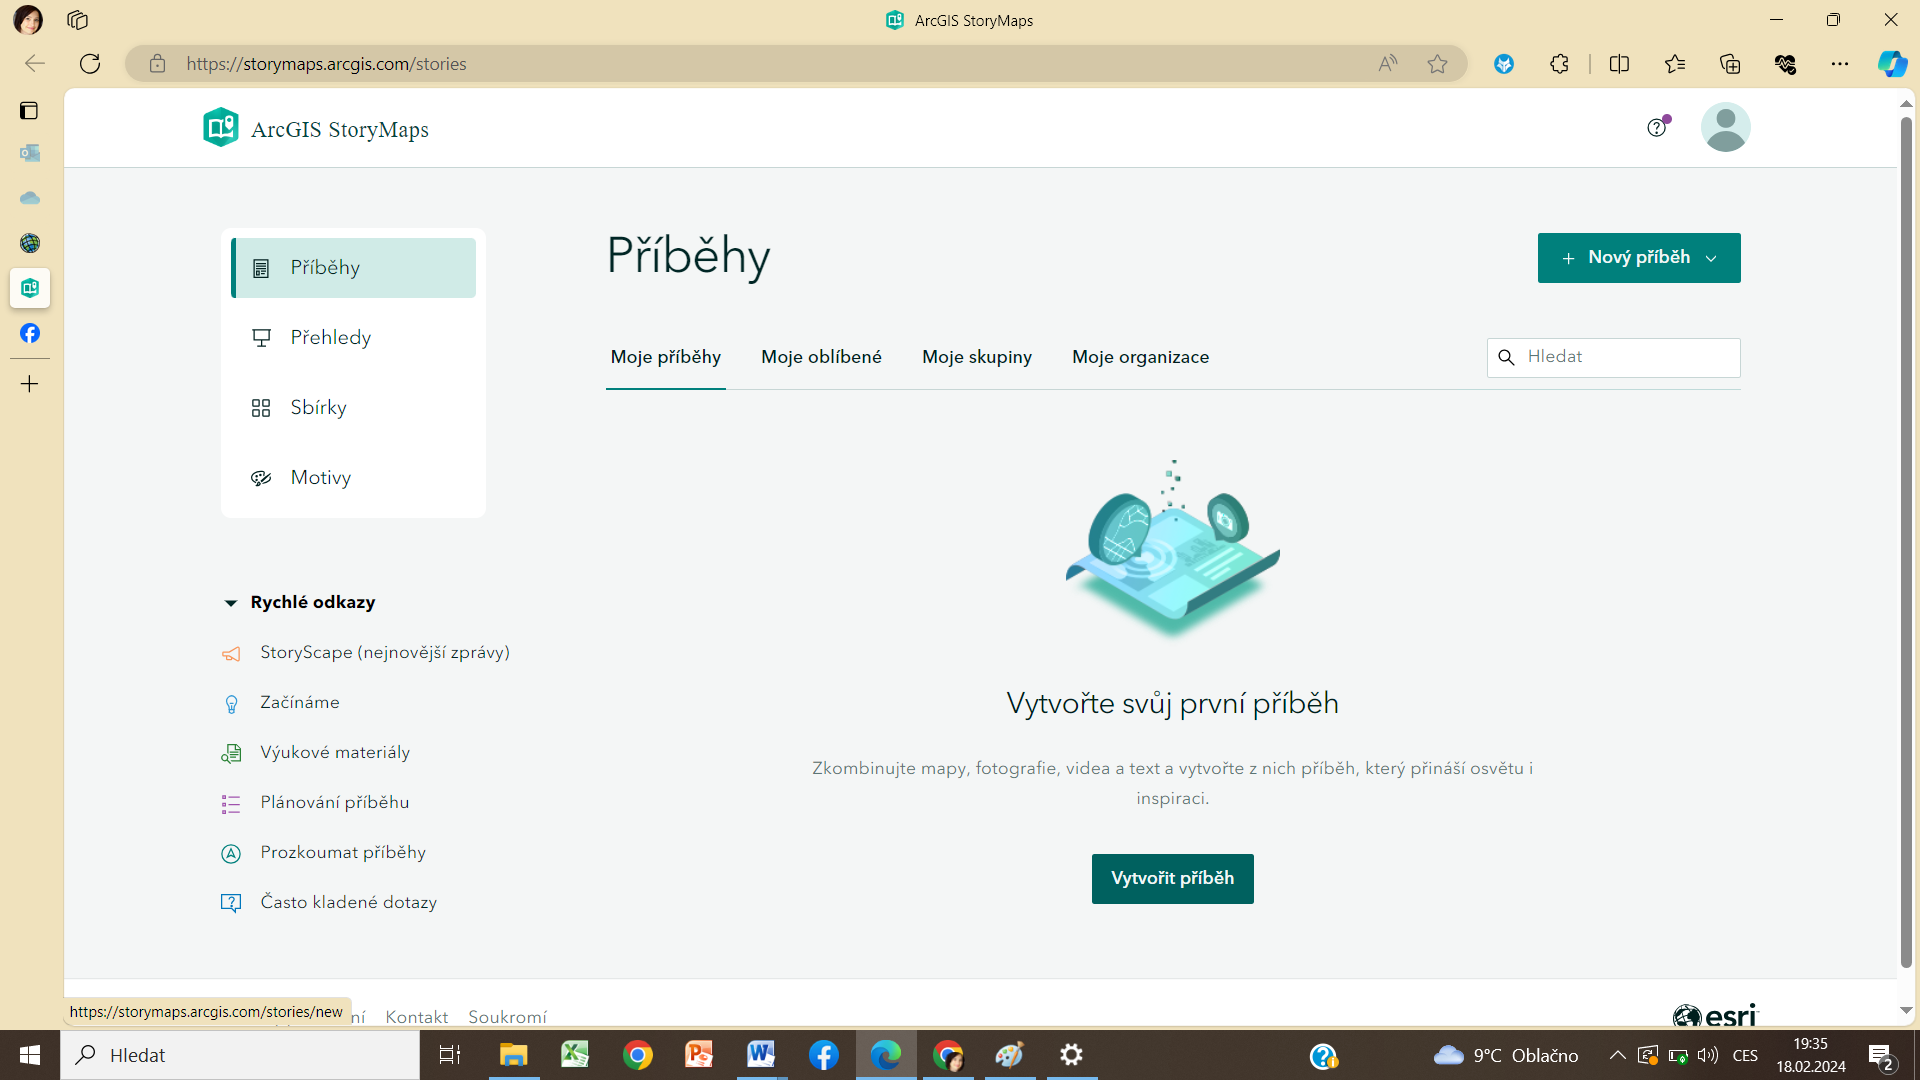 ArcGIS StoryMaps
https://storymaps.arcgis.com/stories
ArcGIS StoryMaps
Příběhy
Přehledy
Sbírky
Motivy
Rychlé odkazy
StoryScape (nejnovější zprávy)
Začínáme
Výukové materiály
Plánování příběhu
Prozkoumat příběhy
Často kladené dotazy
Příběhy
+ Nový příběh
Moje příběhy
Moje oblíbené
Moje skupiny
Moje organizace
Hledat
Vytvořte svůj první příběh
Zkombinujte mapy, fotografie, videa a text a vytvořte z nich příběh, který přináší osvětu i
inspiraci.
Vytvořit příběh
https://storymaps.arcgis.com/stories/new
Kontakt
Soukromí
esri
Hledat
9°C Oblačno
CES
19:35
18.02.2024
2